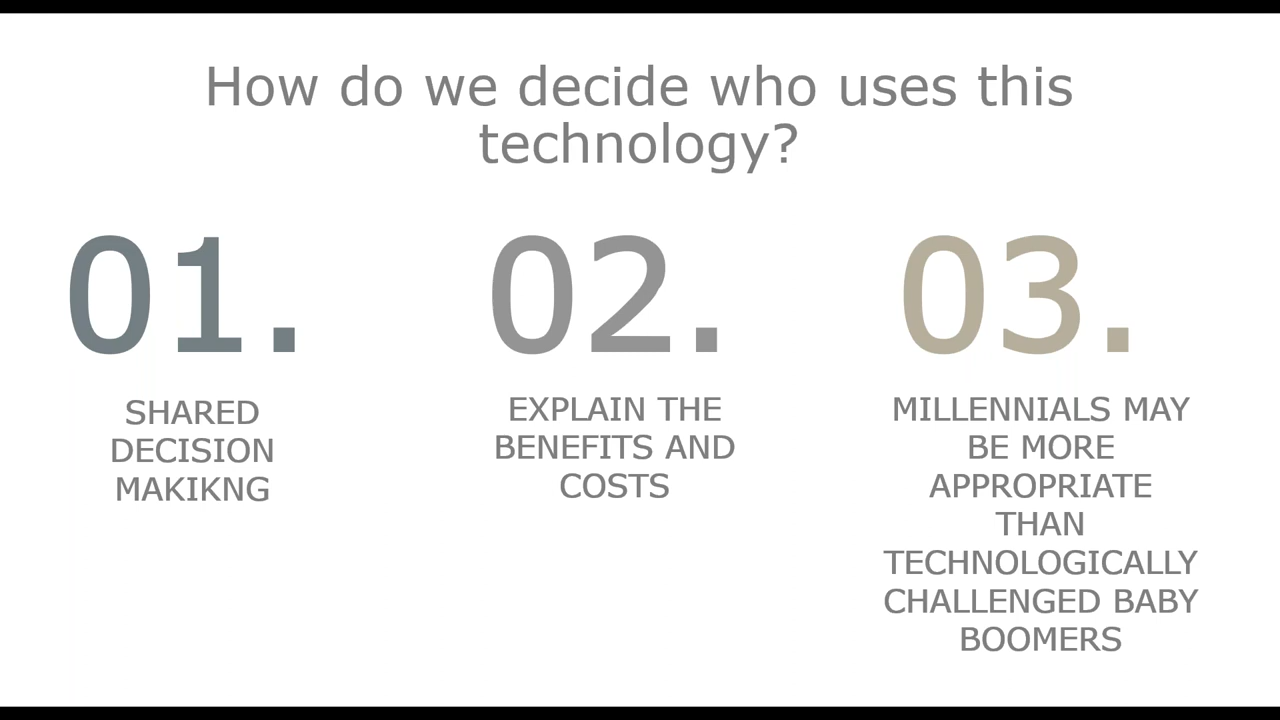 How do we decide who uses this
technology?
01.
SHARED
DECISION
MAKIKNG
02.
EXPLAIN THE
BENEFITS AND
COSTS
03.
MILLENNIALS MAY
BE MORE
APPROPRIATE
THAN
TECHNOLOGICALLY
CHALLENGED BABY
BOOMERS